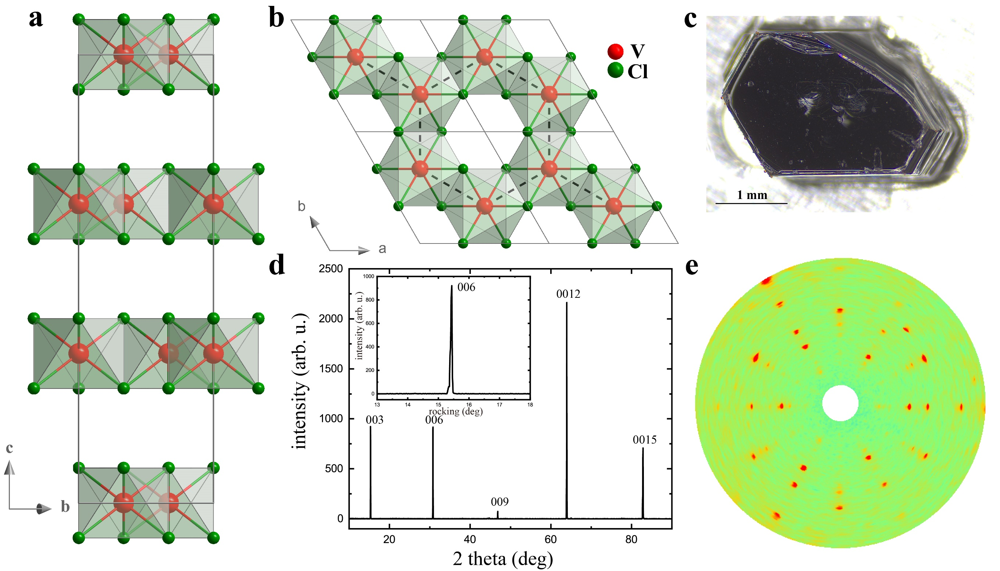 a
c
b
b
V
Cl
b
a
c
1 mm
d
intensity (arb. u.)
2500
2000
1500
1000
500
0
20
40
60
80
2 theta (deg)
003
006
009
0012
0015
intensity (arb. u.)
1000
800
600
400
200
0
13
14
15
16
17
18
rocking (deg)
006
e